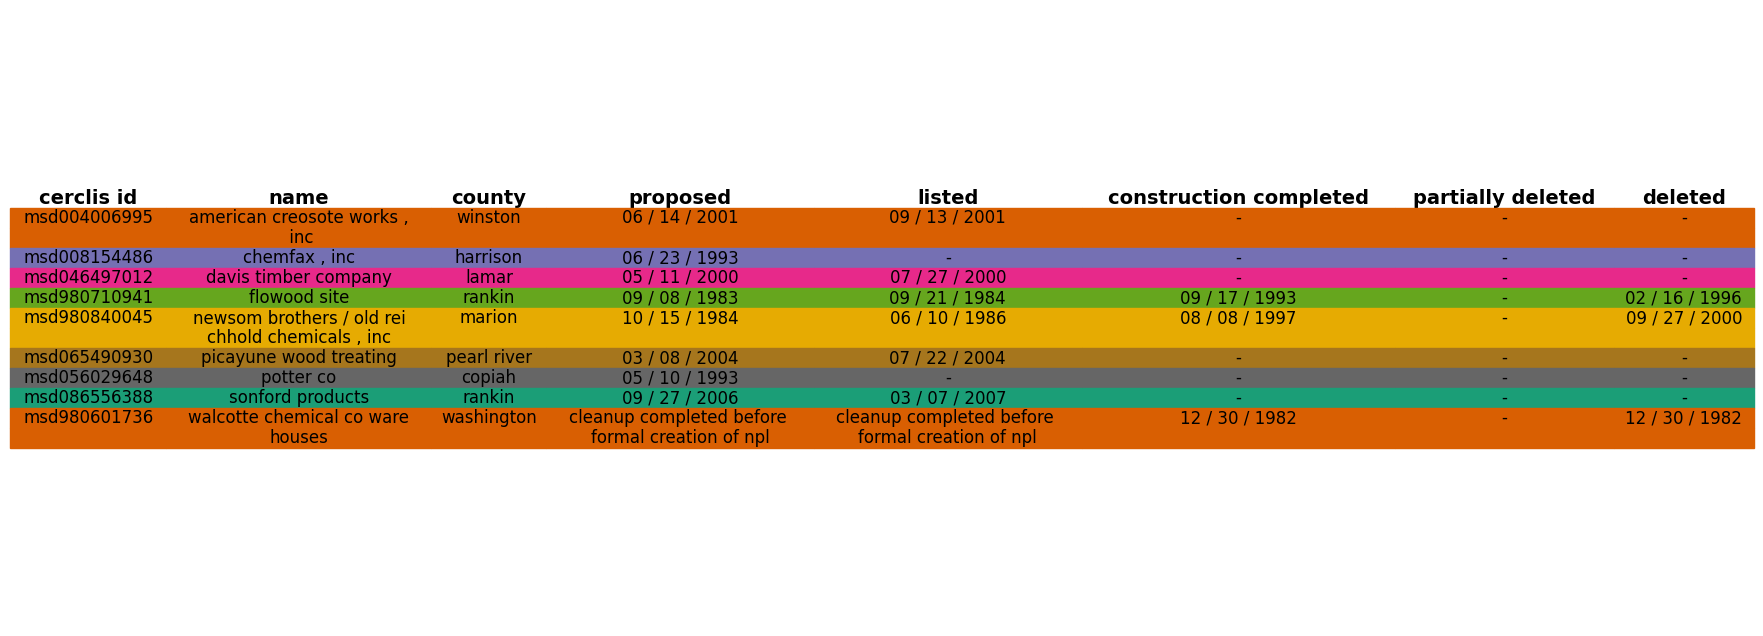 cerclis id name county proposed listed construction completed partially deleted deleted
msd004006995 american creosote works , winston 06 / 14 / 2001 09 / 13 / 2001 - - -
inc
msd008154486 chemfax , inc harrison 06 / 23 / 1993 - - - -
msd046497012 davis timber company lamar 05 / 11 / 2000 07 / 27 / 2000 - - -
msd980710941 flowood site rankin 09 / 08 / 1983 09 / 21 / 1984 09 / 17 / 1993 - 02 / 16 / 1996
msd980840045 newsom brothers / old rei marion 10 / 15 / 1984 06 / 10 / 1986 08 / 08 / 1997 - 09 / 27 / 2000
chhold chemicals , inc
msd065490930 picayune wood treating pearl river 03 / 08 / 2004 07 / 22 / 2004 - - -
msd056029648 potter co copiah 05 / 10 / 1993 - - - -
msd086556388 sonford products rankin 09 / 27 / 2006 03 / 07 / 2007 - - -
msd980601736 walcotte chemical co ware washington cleanup completed before cleanup completed before 12 / 30 / 1982 - 12 / 30 / 1982
houses formal creation of npl formal creation of npl